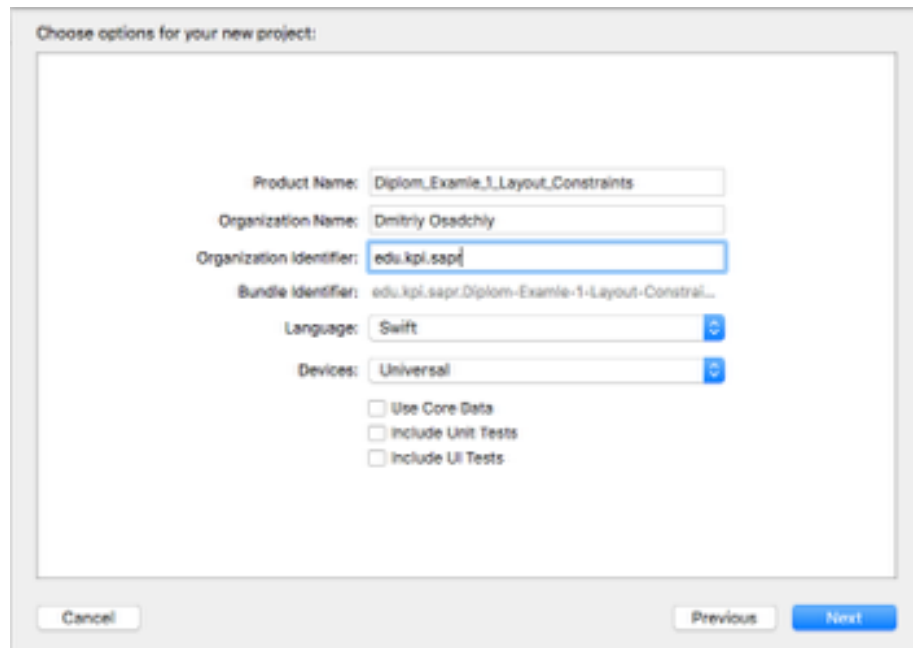 Choose options for your new project:
Product Name: Diplom_Examle_1_Layout_Constraints
Organization Name: Dmitriy Osadchiy
Organization Identifier: edu.kpi.sapr
Bundle Identifier: edu.kpi.sapr.Diplom-Examle-1-Layout-Constrai...
Language: Swift
Devices: Universal
Use Core Data
Include Unit Tests
Include UI Tests
Cancel Previous Next